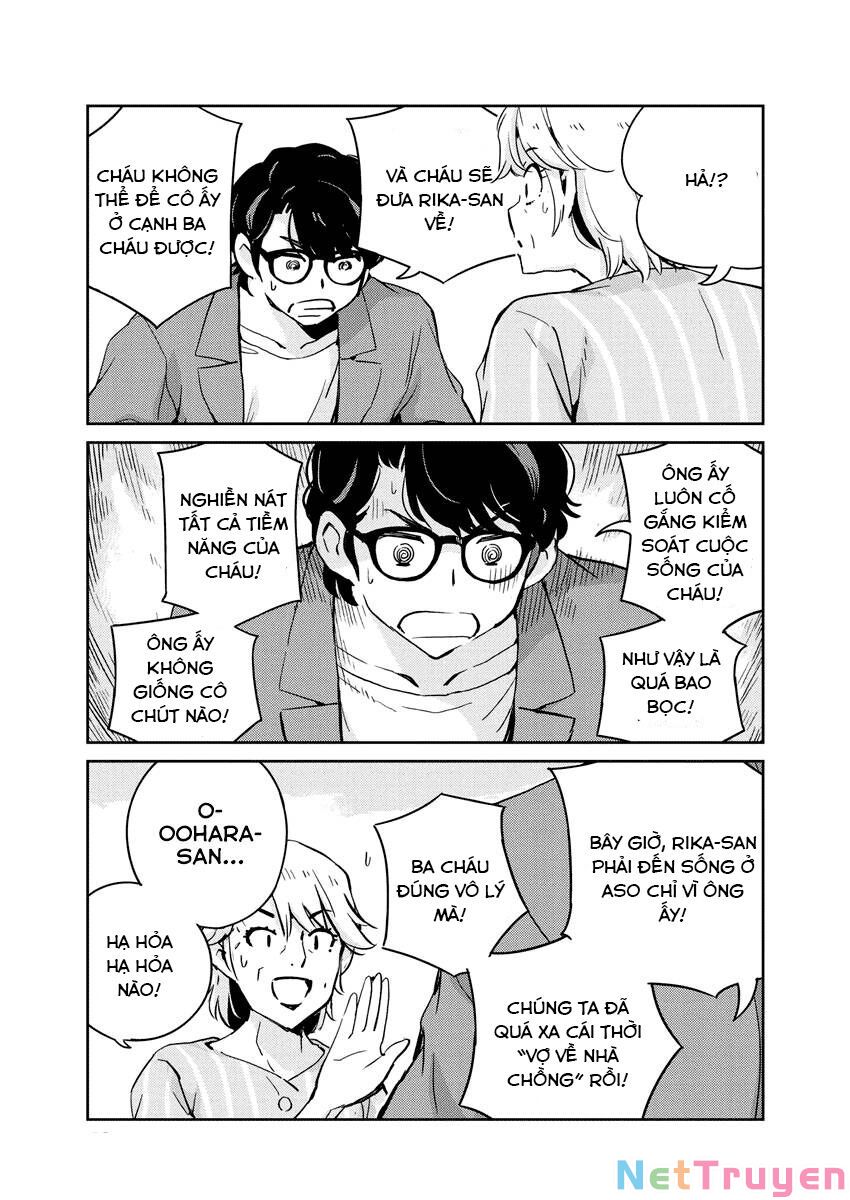 HẢ!?
VÀ CHÁU SẼ
ĐƯA RIKA-SAN
VỀ!
CHÁU KHÔNG
THỂ ĐỂ CÔ ẤY
Ở CẠNH BA
CHÁU ĐƯỢC!
ÔNG ẤY
LUÔN CỐ
GẮNG KIỂM
SOÁT CUỘC
SỐNG CỦA
CHÁU!
NHƯ VẬY LÀ
QUÁ BAO
BỌC!
NGHIỀN NÁT
TẤT CẢ TIỀM
NĂNG CỦA
CHÁU!
ÔNG ẤY
KHÔNG
GIỐNG CÔ
CHÚT NÀO!
BÂY GIỜ, RIKA-SAN
PHẢI ĐẾN SỐNG Ở
ASO CHỈ VÌ ÔNG
ẤY!
CHÚNG TA ĐÃ
QUÁ XA CÁI THỜI
“VỢ VỀ NHÀ
CHỒNG” RỒI!
BA CHÁU
ĐÚNG VÔ LÝ
MÀ!
O-
OOHARA-
SAN...
HẠ HỎA
HẠ HỎA
NÀO!
NetTruyen